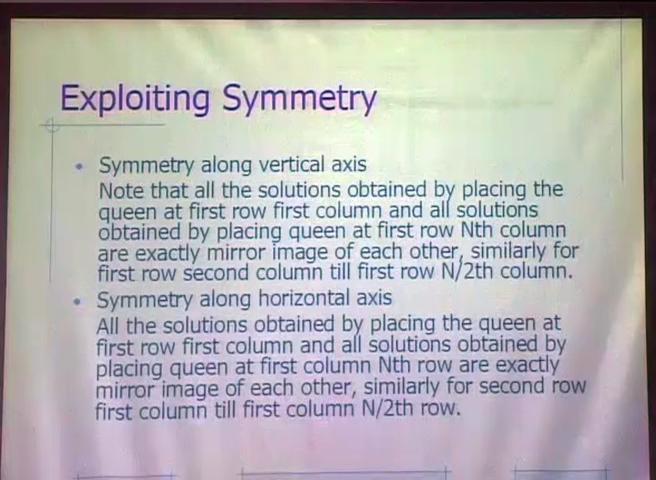 Exploiting Symmetry
• Symmetry along vertical axis
Note that all the solutions obtained by placing the
queen at first row first column and all solutions
obtained by placing queen at first row Nth column
are exactly mirror image of each other, similarly for
first row second column till first row N/2th column.
• Symmetry along horizontal axis
All the solutions obtained by placing the queen at
first row first column and all solutions obtained by
placing queen at first column Nth row are exactly
mirror image of each other, similarly for second row
first column till first column N/2th row.